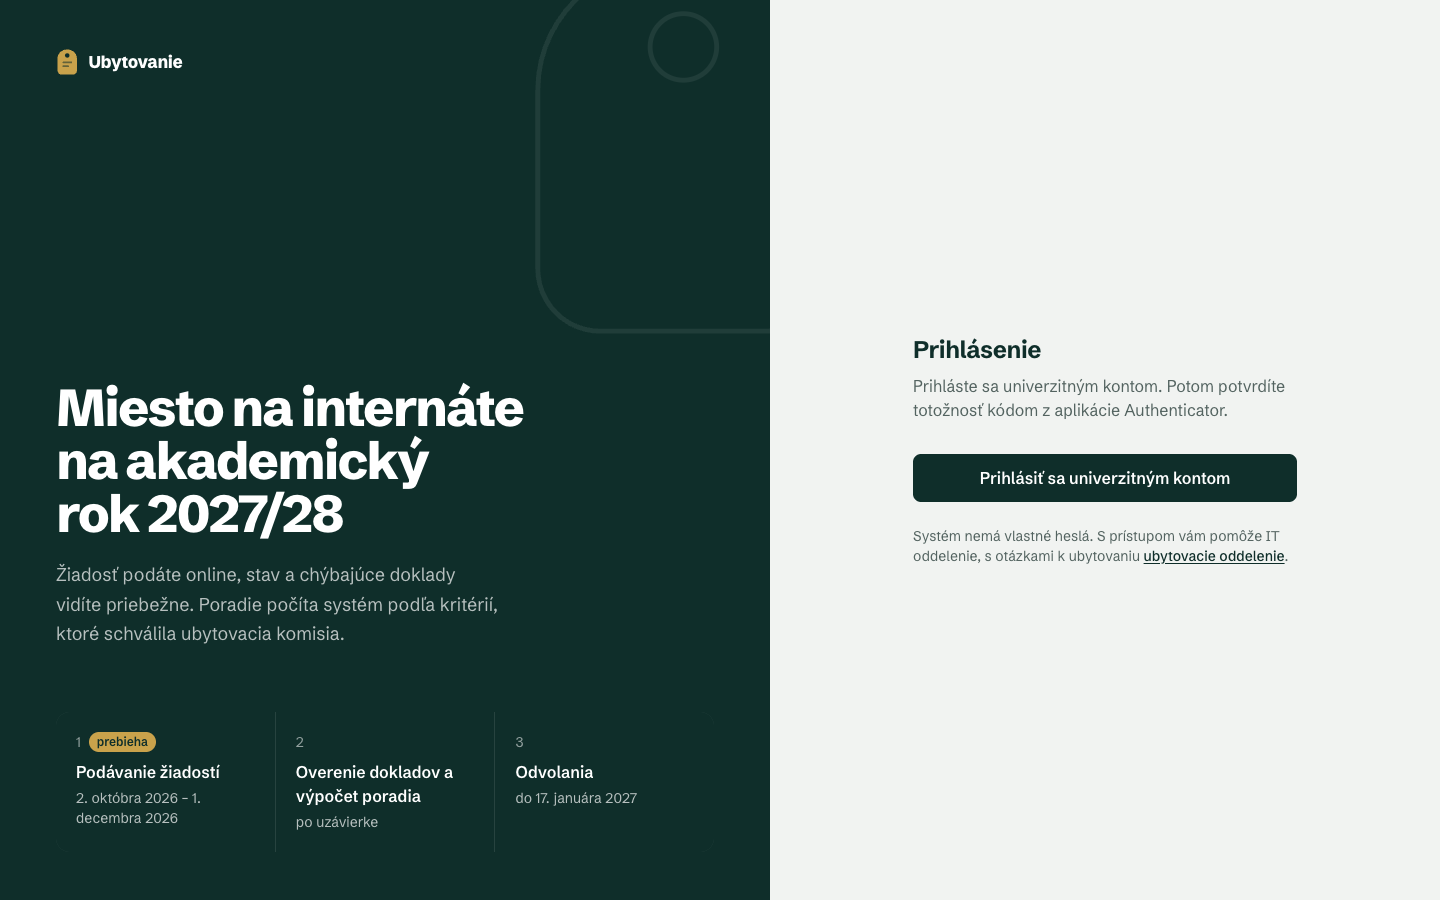 Ubytovanie
Miesto na internáte
na akademický
rok 2027/28
Žiadosť podáte online, stav a chýbajúce doklady
vidíte priebežne. Poradie počíta systém podľa kritérií,
ktoré schválila ubytovacia komisia.
1 prebieha
Podávanie žiadostí
2. októbra 2026 – 1.
decembra 2026
2
Overenie dokladov a
výpočet poradia
po uzávierke
3
Odvolania
do 17. januára 2027
Prihlásenie
Prihláste sa univerzitným kontom. Potom potvrdíte
totožnosť kódom z aplikácie Authenticator.
Prihlásiť sa univerzitným kontom
Systém nemá vlastné heslá. S prístupom vám pomôže IT
oddelenie, s otázkami k ubytovaniu ubytovacie oddelenie.